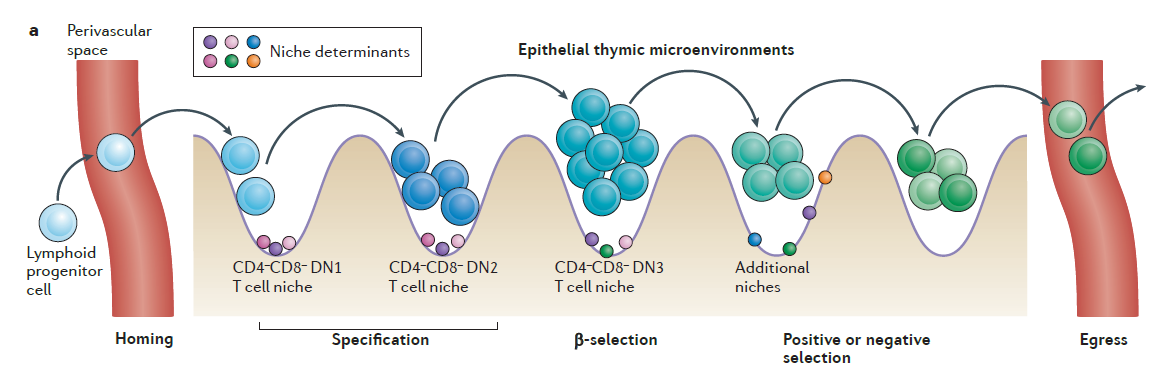 a
Perivascular
space
Niche determinants
Epithelial thymic microenvironments
Lymphoid
progenitor
cell
CD4⁻CD8⁻ DN1
T cell niche
CD4⁻CD8⁻ DN2
T cell niche
CD4⁻CD8⁻ DN3
T cell niche
Additional
niches
Homing
Specification
β-selection
Positive or negative
selection
Egress